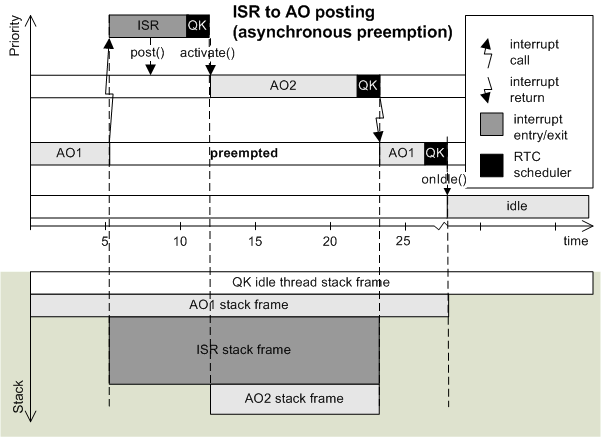 ISR to AO posting
(asynchronous preemption)
Priority
ISR
QK
post()
activate()
interrupt
call
interrupt
return
interrupt
entry/exit
RTC
scheduler
AO2
QK
AO1
preempted
AO1
QK
onIdle()
idle
5
10
15
20
25
time
QK idle thread stack frame
AO1 stack frame
ISR stack frame
AO2 stack frame
Stack